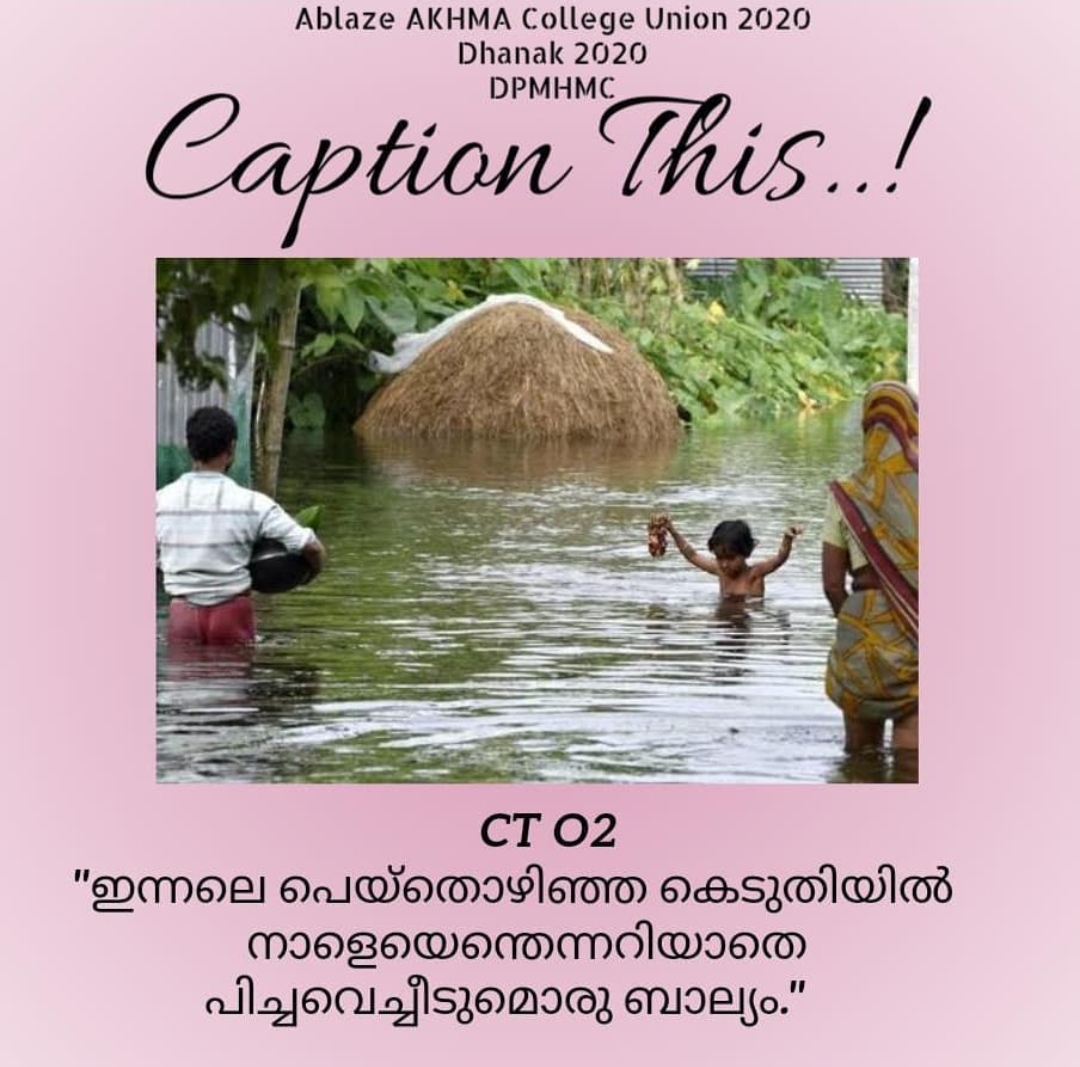 Ablaze AKHMA College Union 2020
Dhanak 2020
DPMHMC
Caption This...!
CT 02
"ഇന്നലെ പെയ്തൊഴിഞ്ഞ കെടുതിയിൽ
നാളെയെന്തെന്നറിയാതെ
പിച്ചവെച്ചീടുമൊരു ബാല്യം."